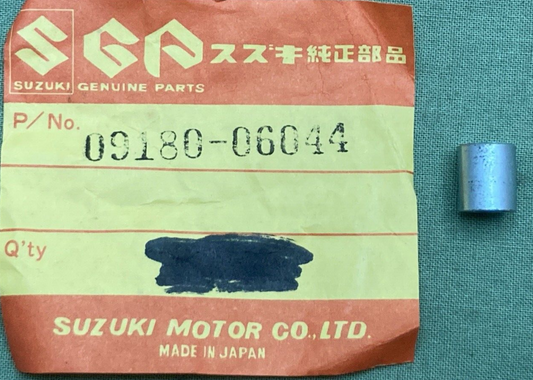 SGP スズキ純正部品
SUZUKI GENUINE PARTS
P/No.
09180-06044
Q'ty
SUZUKI MOTOR CO.,LTD.
MADE IN JAPAN